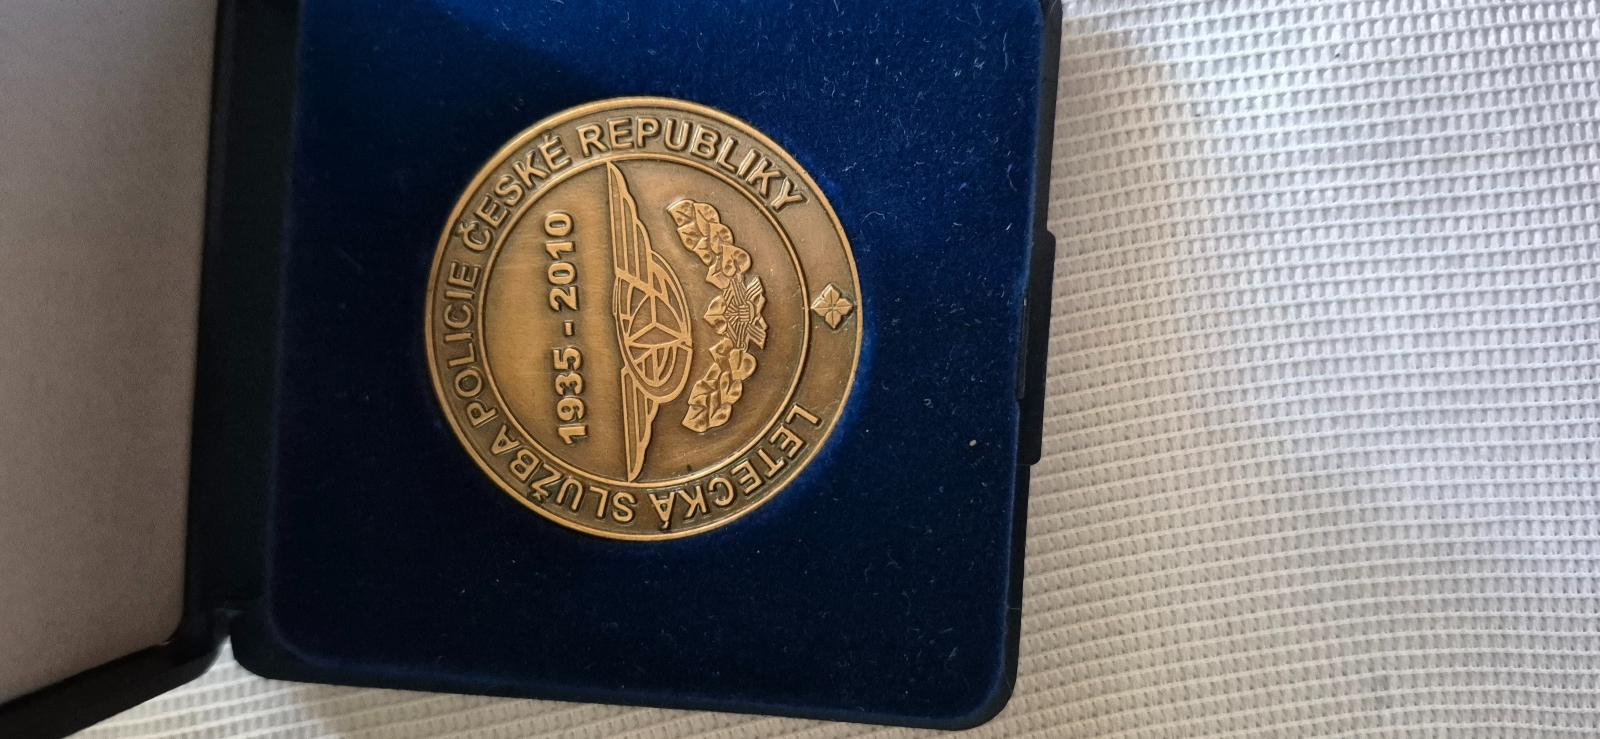 LETECKÁ SLUŽBA POLICIE ČESKÉ REPUBLIKY
1935 - 2010